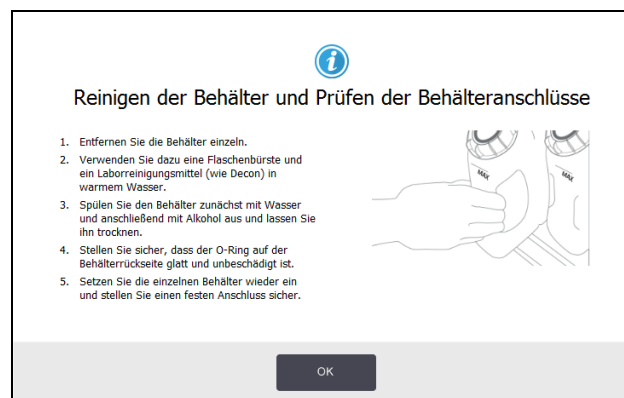 Reinigen der Behälter und Prüfen der Behälteranschlüsse
1. Entfernen Sie die Behälter einzeln.
2. Verwenden Sie dazu eine Flaschenbürste und
ein Laborreinigungsmittel (wie Decon) in
warmem Wasser.
3. Spülen Sie den Behälter zunächst mit Wasser
und anschließend mit Alkohol aus und lassen Sie
ihn trocknen.
4. Stellen Sie sicher, dass der O-Ring auf der
Behälterrückseite glatt und unbeschädigt ist.
5. Setzen Sie die einzelnen Behälter wieder ein
und stellen Sie einen festen Anschluss sicher.
MAX
MAX
OK